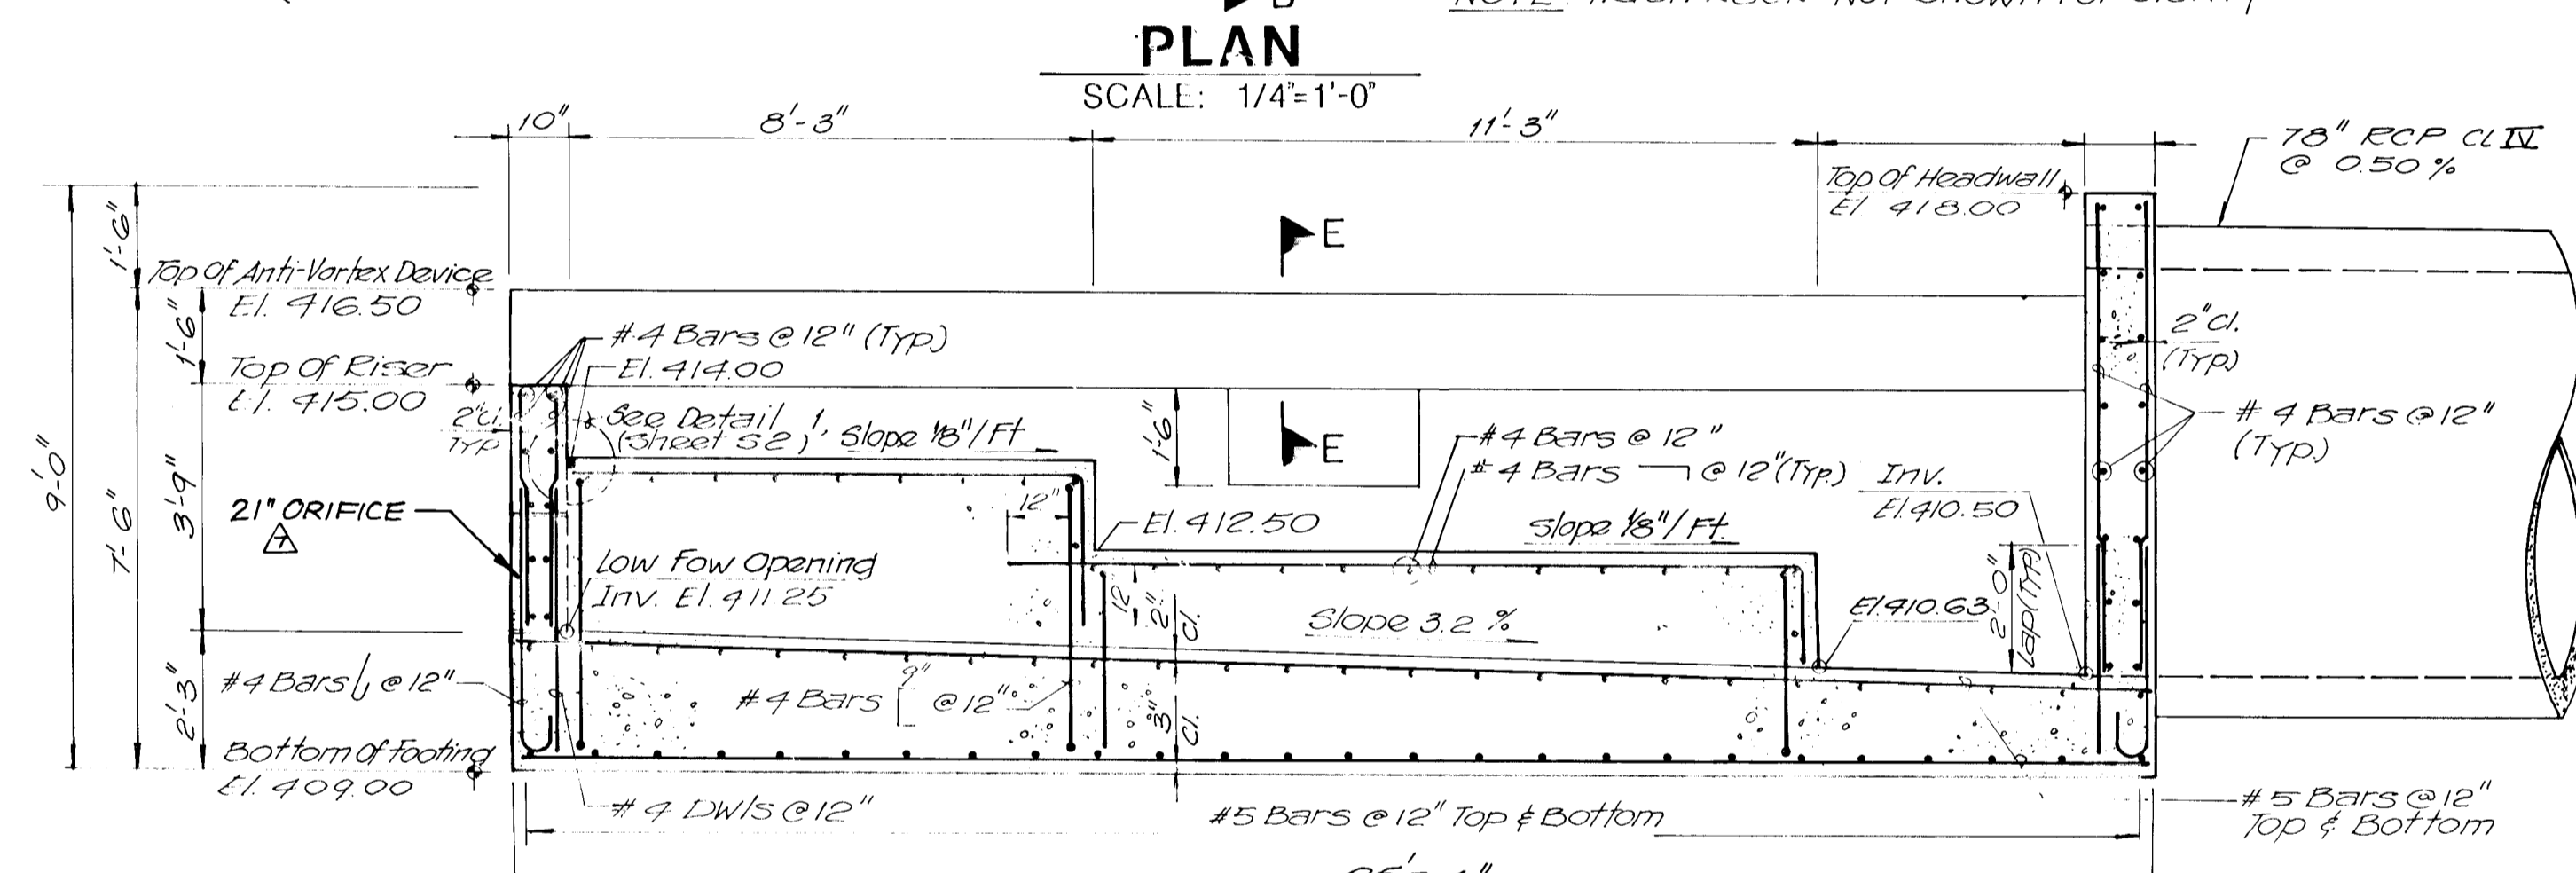 PLAN
SCALE: 1/4"=1'-0"
10"
8'-3"
11'-3"
78" RCP CL IV
@ 0.50 %
Top Of Headwall
El. 418.00
E
1'-6"
Top Of Anti-Vortex Device
El. 416.50
1'-6"
#4 Bars @ 12" (Typ.)
El. 414.00
Top Of Riser
El. 415.00
2" Cl.
TYP
See Detail 1,
(Sheet S2)
Slope 1/8"/Ft
1'-6"
E
#4 Bars @ 12"
#4 Bars @ 12" (Typ.)
Inv.
El. 410.50
2" Cl.
(Typ.)
#4 Bars @ 12"
(Typ.)
9'-0"
7'-6"
3'-9"
21" ORIFICE
7
12"
El. 412.50
Slope 1/8"/Ft.
Low Fow Opening
Inv. El. 411.25
12"
2"
Cl.
Slope 3.2 %
El. 410.63
2'-0"
Lap (Typ)
2'-3"
#4 Bars @ 12"
#4 Bars 9" @ 12"
3"
Cl.
Bottom of Footing
El. 409.00
#4 Dwls @ 12"
#5 Bars @ 12" Top & Bottom
#5 Bars @ 12"
Top & Bottom